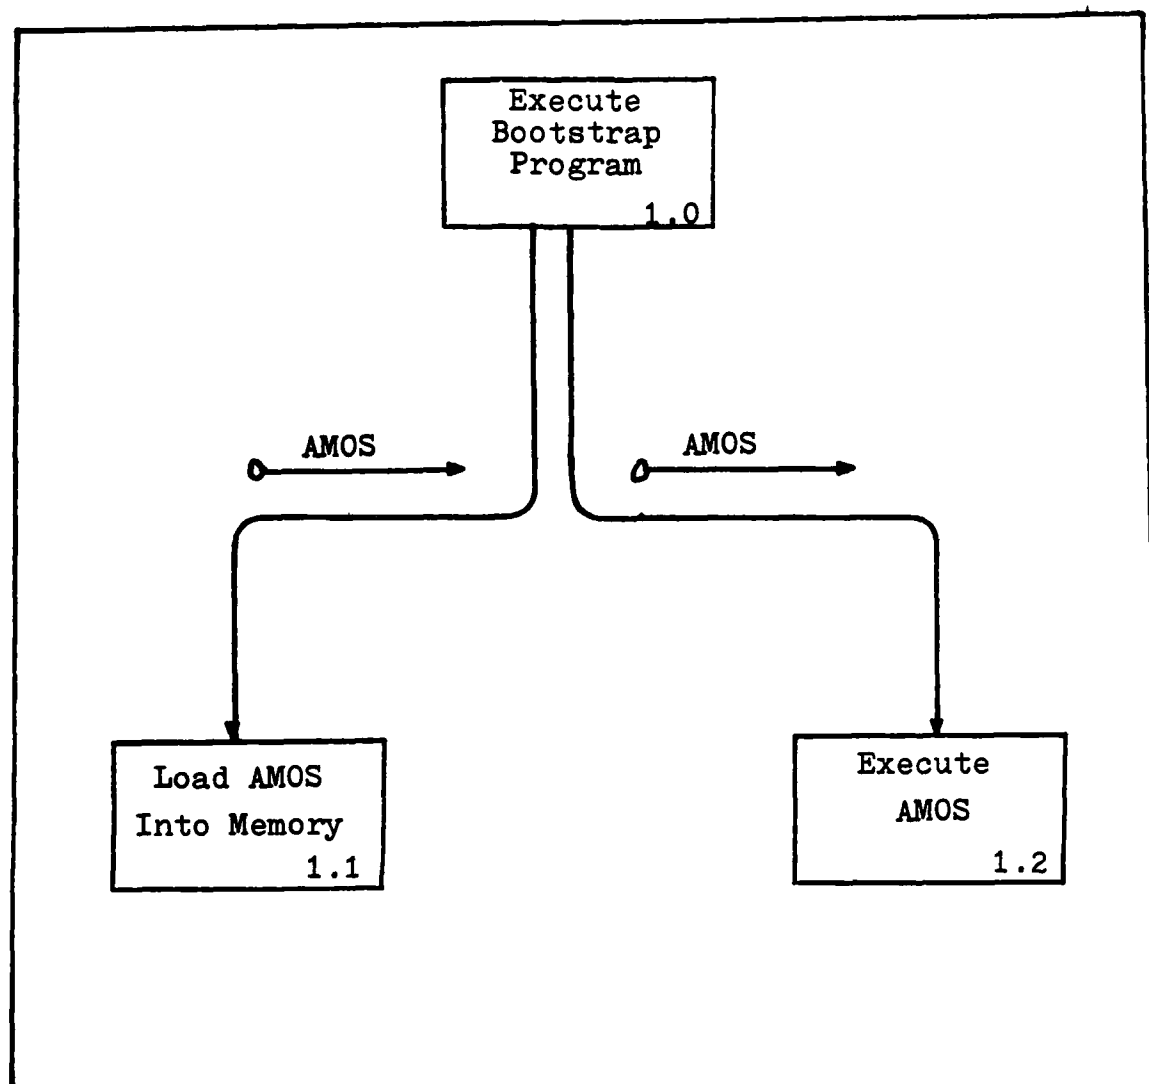 Execute
Bootstrap
Program
1.0
AMOS
AMOS
Load AMOS
Into Memory
1.1
Execute
AMOS
1.2